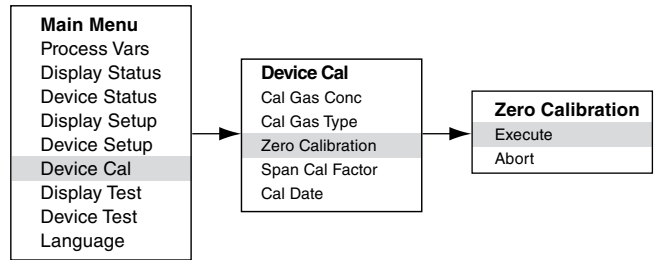 Main Menu
Process Vars
Display Status
Device Status
Display Setup
Device Setup
Device Cal
Display Test
Device Test
Language
Device Cal
Cal Gas Conc
Cal Gas Type
Zero Calibration
Span Cal Factor
Cal Date
Zero Calibration
Execute
Abort